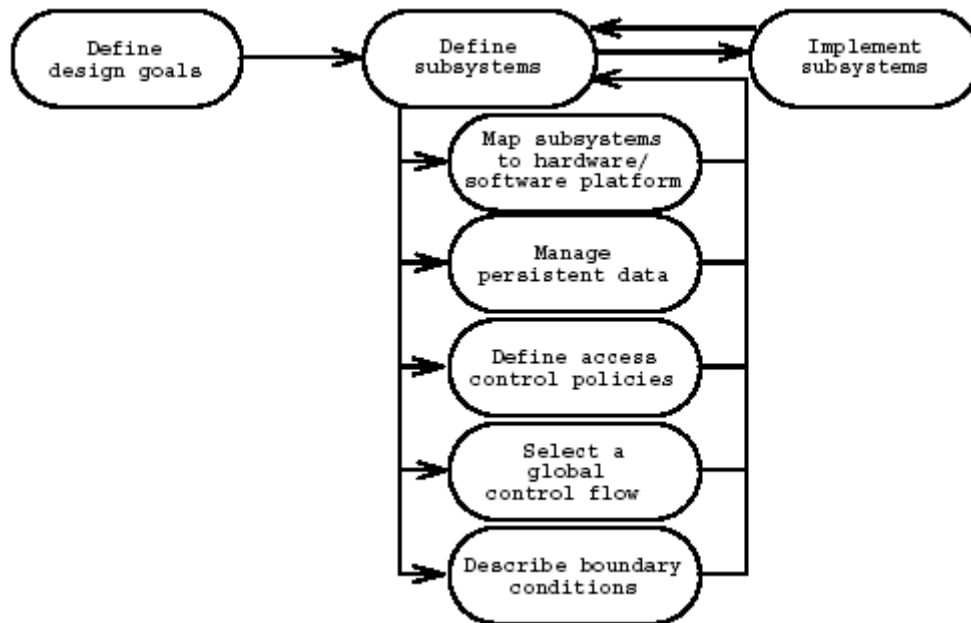 Define
design goals
Define
subsystems
Implement
subsystems
Map subsystems
to hardware/
software platform
Manage
persistent data
Define access
control policies
Select a
global
control flow
Describe boundary
conditions